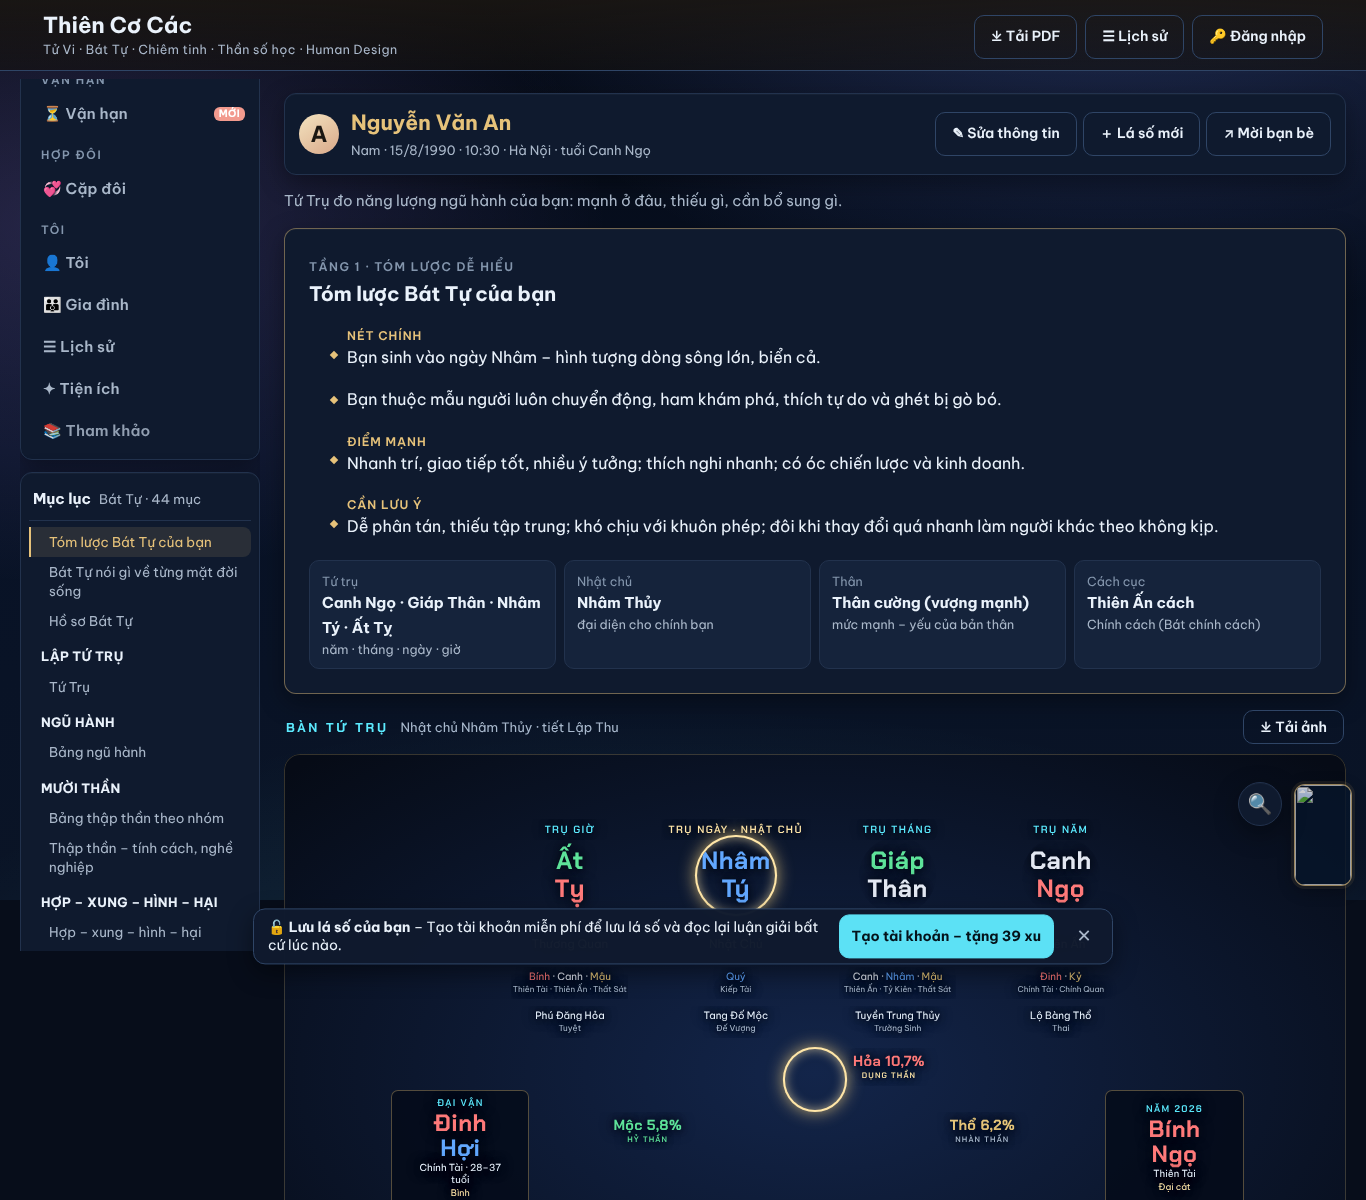 Thiên Cơ Các
Tử Vi · Bát Tự · Chiêm tinh · Thần số học · Human Design
Tải PDF
Lịch sử
Đăng nhập
VẬN HẠN
Vận hạn
MỚI
HỢP ĐÔI
Cặp đôi
TÔI
Tôi
Gia đình
Lịch sử
Tiện ích
Tham khảo
Mục lục Bát Tự · 44 mục
Tóm lược Bát Tự của bạn
Bát Tự nói gì về từng mặt đời
sống
Hồ sơ Bát Tự
LẬP TỨ TRỤ
Tứ Trụ
NGŨ HÀNH
Bảng ngũ hành
MƯỜI THẦN
Bảng thập thần theo nhóm
Thập thần – tính cách, nghề
nghiệp
HỢP – XUNG – HÌNH – HẠI
Hợp – xung – hình – hại
A
Nguyễn Văn An
Nam · 15/8/1990 · 10:30 · Hà Nội · tuổi Canh Ngọ
Sửa thông tin
+ Lá số mới
Mời bạn bè
Tứ Trụ đo năng lượng ngũ hành của bạn: mạnh ở đâu, thiếu gì, cần bổ sung gì.
TẦNG 1 · TÓM LƯỢC DỄ HIỂU
Tóm lược Bát Tự của bạn
NÉT CHÍNH
Bạn sinh vào ngày Nhâm – hình tượng dòng sông lớn, biển cả.
Bạn thuộc mẫu người luôn chuyển động, ham khám phá, thích tự do và ghét bị gò bó.
ĐIỂM MẠNH
Nhanh trí, giao tiếp tốt, nhiều ý tưởng; thích nghi nhanh; có óc chiến lược và kinh doanh.
CẦN LƯU Ý
Dễ phân tán, thiếu tập trung; khó chịu với khuôn phép; đôi khi thay đổi quá nhanh làm người khác theo không kịp.
Tứ trụ
Canh Ngọ · Giáp Thân · Nhâm
Tý · Ất Tỵ
năm · tháng · ngày · giờ
Nhật chủ
Nhâm Thủy
đại diện cho chính bạn
Thân
Thân cường (vượng mạnh)
mức mạnh – yếu của bản thân
Cách cục
Thiên Ấn cách
Chính cách (Bát chính cách)
BÀN TỨ TRỤ Nhật chủ Nhâm Thủy · tiết Lập Thu
Tải ảnh
TRỤ GIỜ
Ất
Tỵ
TRỤ NGÀY · NHẬT CHỦ
Nhâm
Tý
TRỤ THÁNG
Giáp
Thân
TRỤ NĂM
Canh
Ngọ
Lưu lá số của bạn – Tạo tài khoản miễn phí để lưu lá số và đọc lại luận giải bất
cứ lúc nào.
Tạo tài khoản – tặng 39 xu
✕
Bính · Canh · Mậu
Thiên Tài · Thiên Ấn · Thất Sát
Quý
Kiếp Tài
Canh · Nhâm · Mậu
Thiên Ấn · Tỷ Kiên · Thất Sát
Đinh · Kỷ
Chính Tài · Chính Quan
Phú Đăng Hỏa
Tuyệt
Tang Đố Mộc
Đế Vượng
Tuyền Trung Thủy
Trường Sinh
Lộ Bàng Thổ
Thai
Hỏa 10,7%
DỤNG THẦN
Mộc 5,8%
HỶ THẦN
Thổ 6,2%
NHÀN THẦN
ĐẠI VẬN
Đinh
Hợi
Chính Tài · 28–37
tuổi
Bình
NĂM 2026
Bính
Ngọ
Thiên Tài
Đại cát